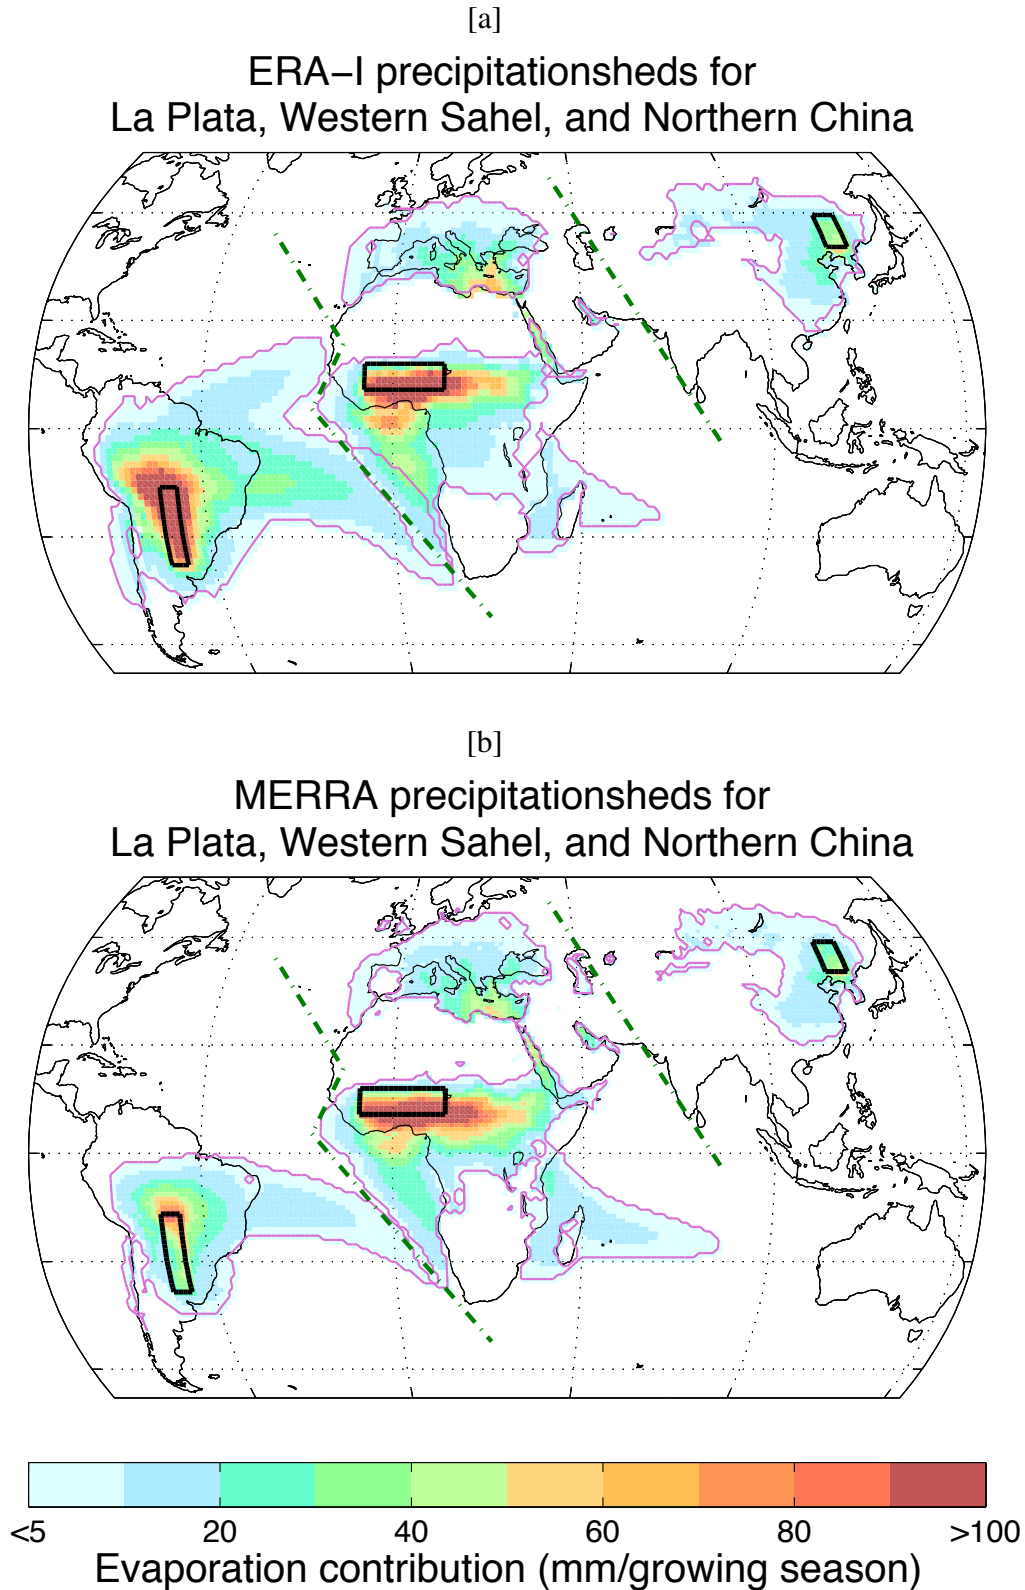 [a]
ERA−I precipitationsheds for
La Plata, Western Sahel, and Northern China
[b]
MERRA precipitationsheds for
La Plata, Western Sahel, and Northern China
<5 20 40 60 80 >100
Evaporation contribution (mm/growing season)